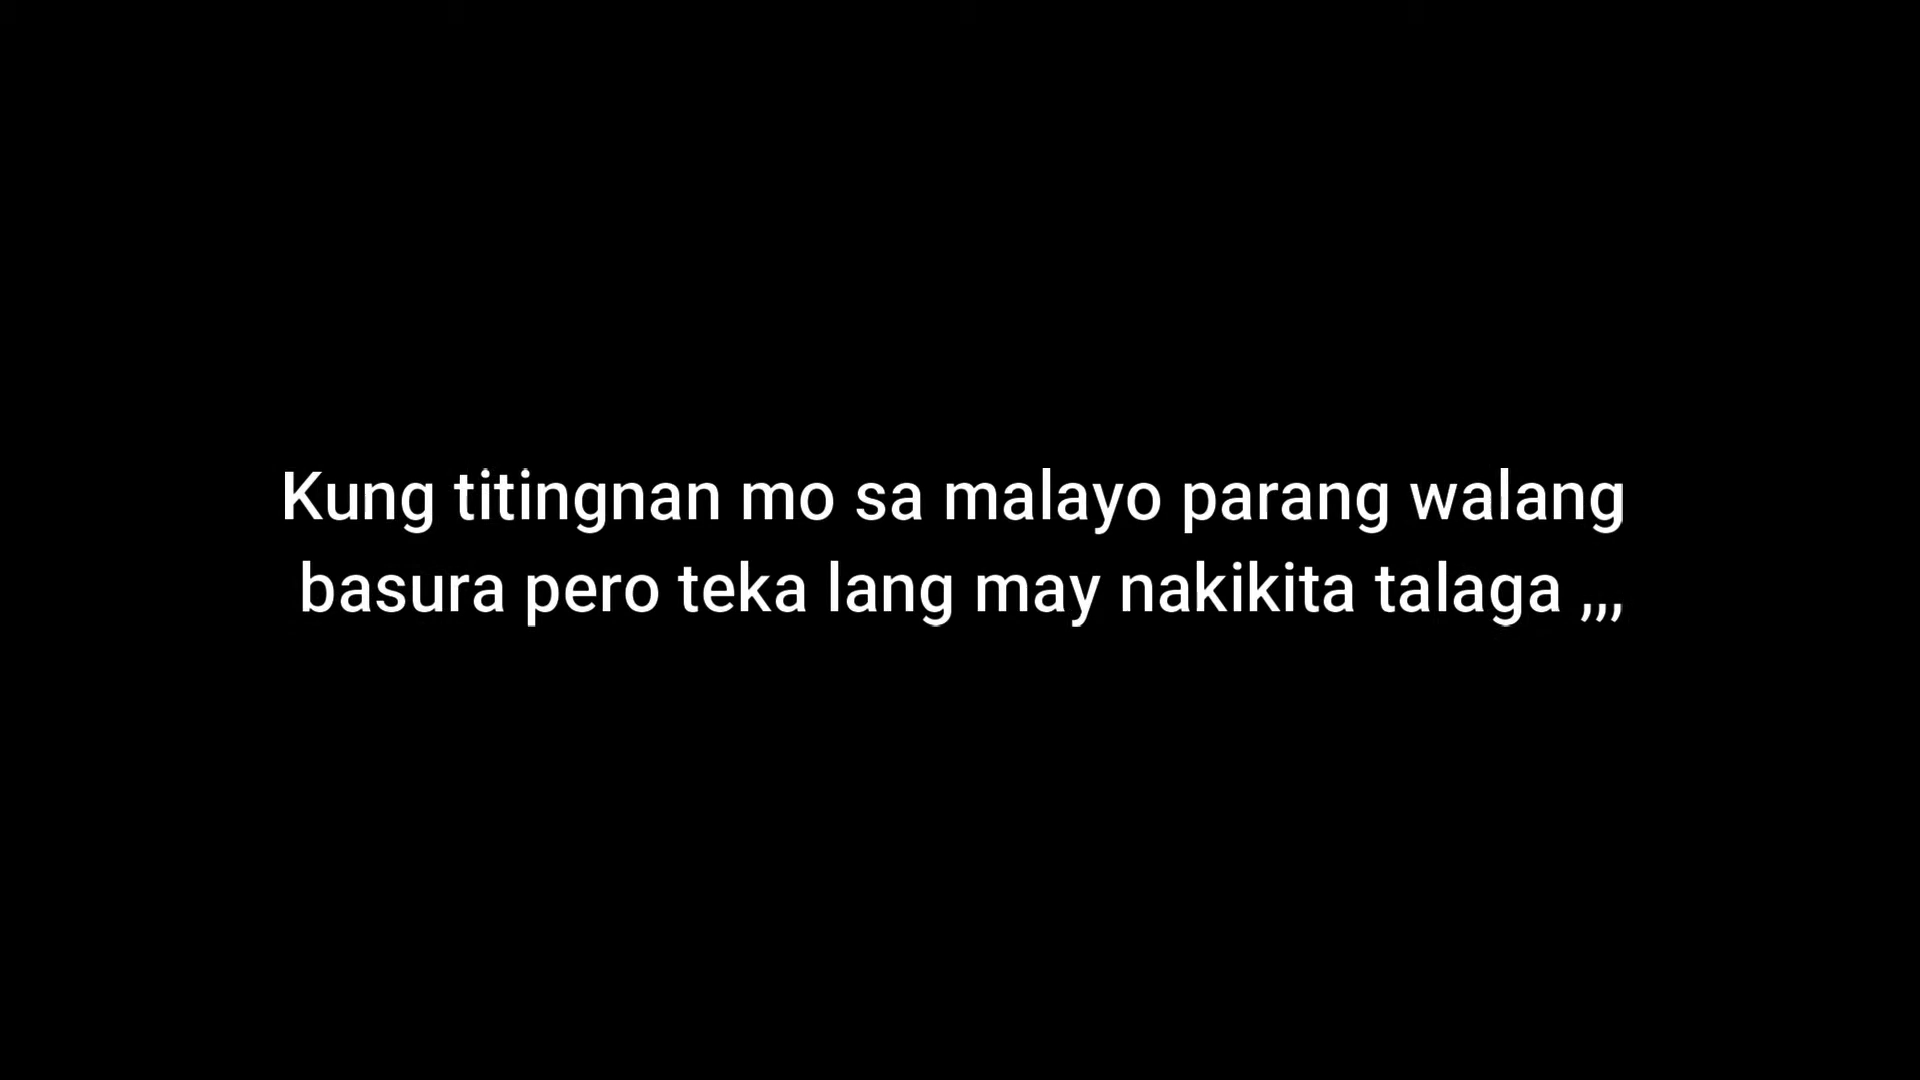 Kung titingnan mo sa malayo parang walang
basura pero teka lang may nakikita talaga ,,,